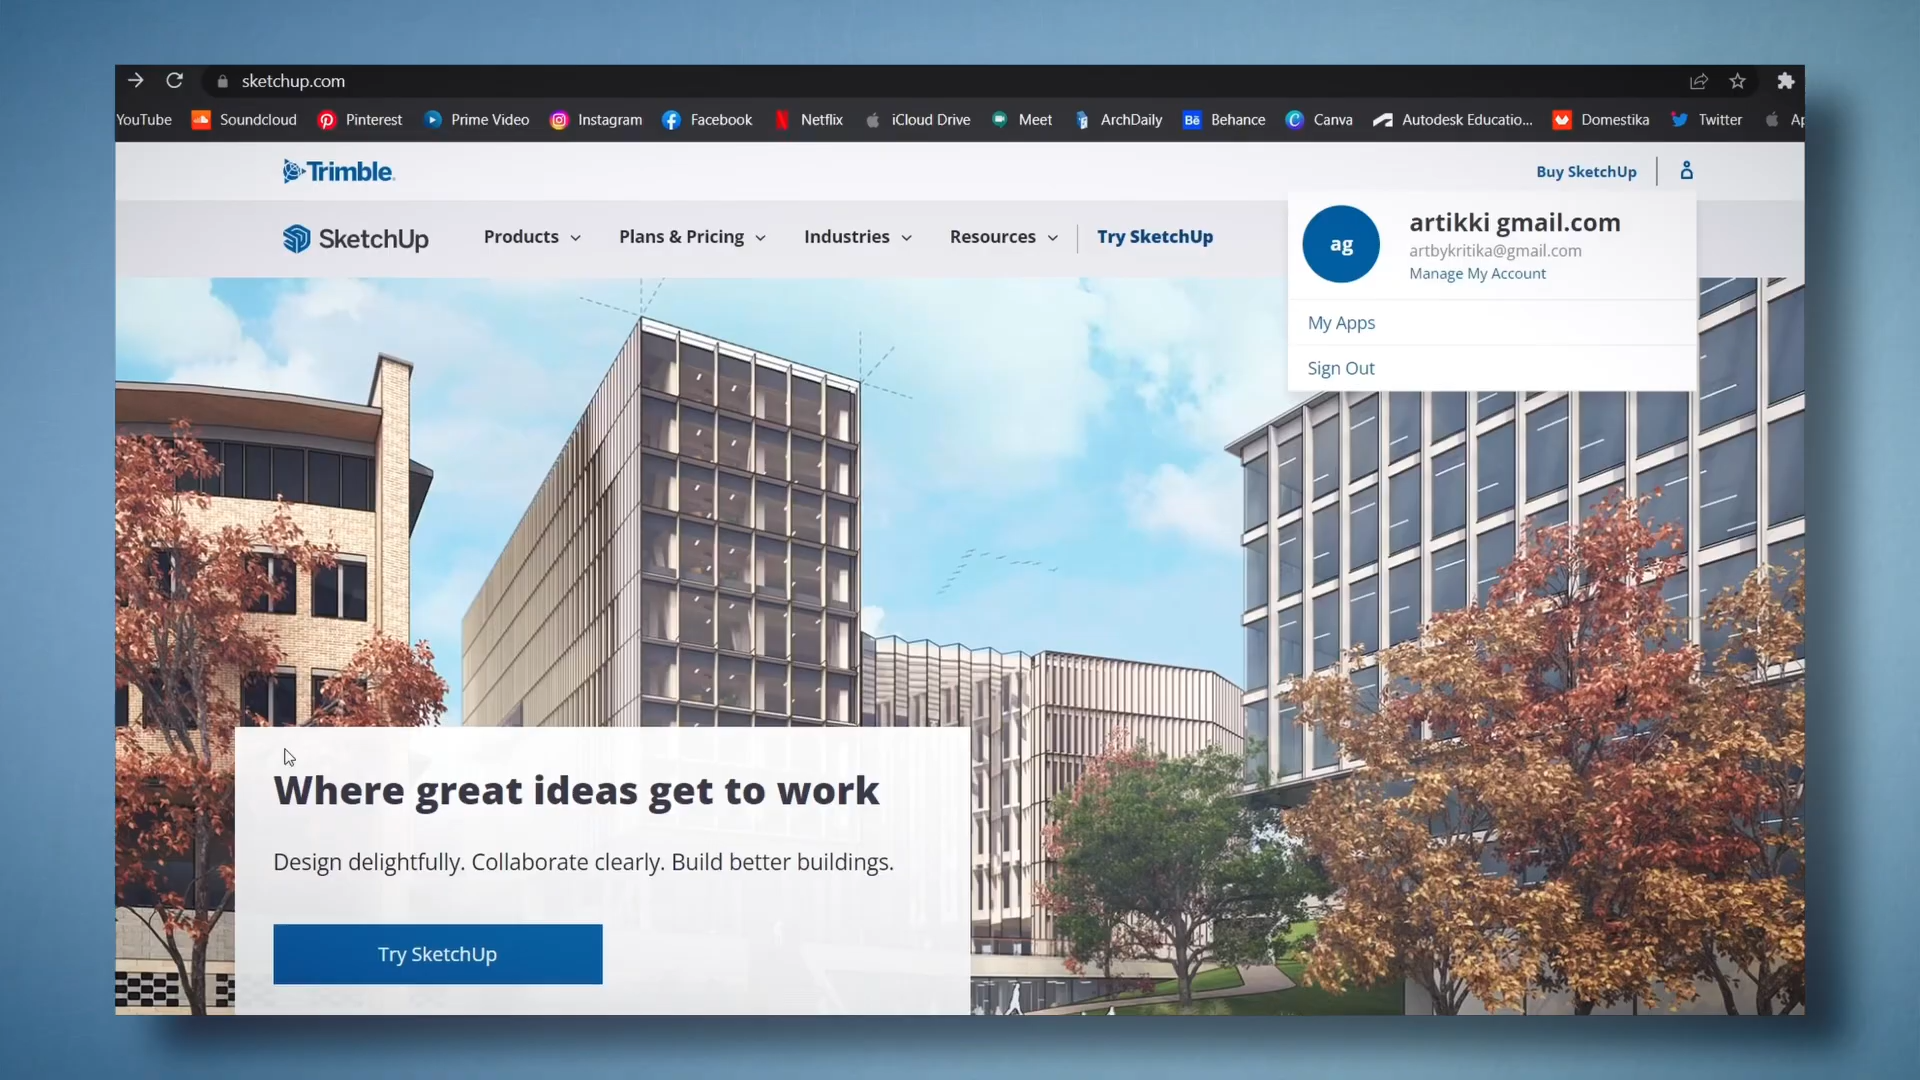 sketchup.com
YouTube Soundcloud Pinterest Prime Video Instagram Facebook Netflix iCloud Drive Meet ArchDaily Bē Behance Canva Autodesk Educatio... Domestika Twitter Ap
Trimble
Buy SketchUp
SketchUp Products Plans & Pricing Industries Resources Try SketchUp
ag
artikki gmail.com
artbykritika@gmail.com
Manage My Account
My Apps
Sign Out
Where great ideas get to work
Design delightfully. Collaborate clearly. Build better buildings.
Try SketchUp